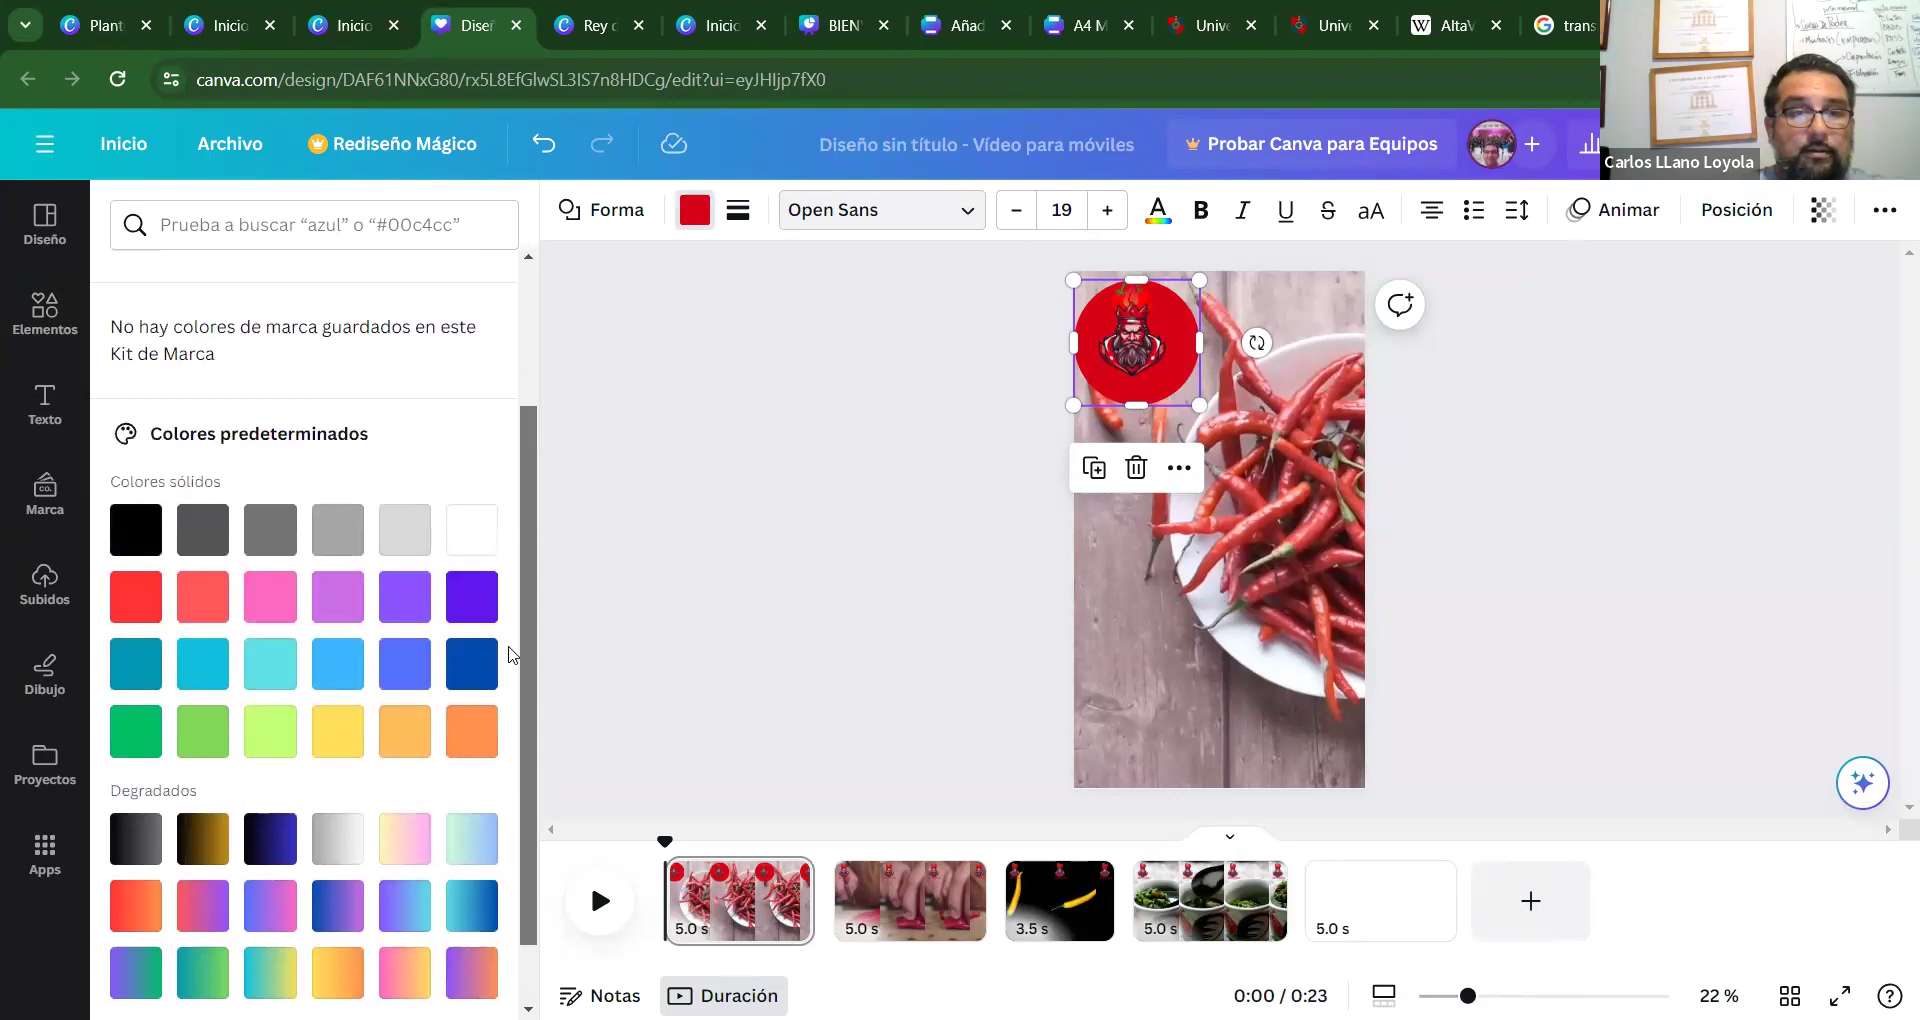 Plant
Inicio
Inicio
Diseñ
Rey
Inicio
BIEN
Añad
A4 M
Unive
Unive
AltaV
trans
canva.com/design/DAF61NNxG80/rx5L8EfGlwSL3IS7n8HDCg/edit?ui=eyJHIjp7fX0
Inicio
Archivo
Rediseño Mágico
Diseño sin título - Vídeo para móviles
Probar Canva para Equipos
Carlos LLano Loyola
Diseño
Elementos
Texto
CO.
Marca
Subidos
Dibujo
Proyectos
Apps
Prueba a buscar “azul” o “#00c4cc”
No hay colores de marca guardados en este
Kit de Marca
Colores predeterminados
Colores sólidos
Degradados
Forma
Open Sans
19
A
B
I
U
S
aA
Animar
Posición
5.0 s
5.0 s
3.5 s
5.0 s
5.0 s
Notas
Duración
0:00 / 0:23
22 %